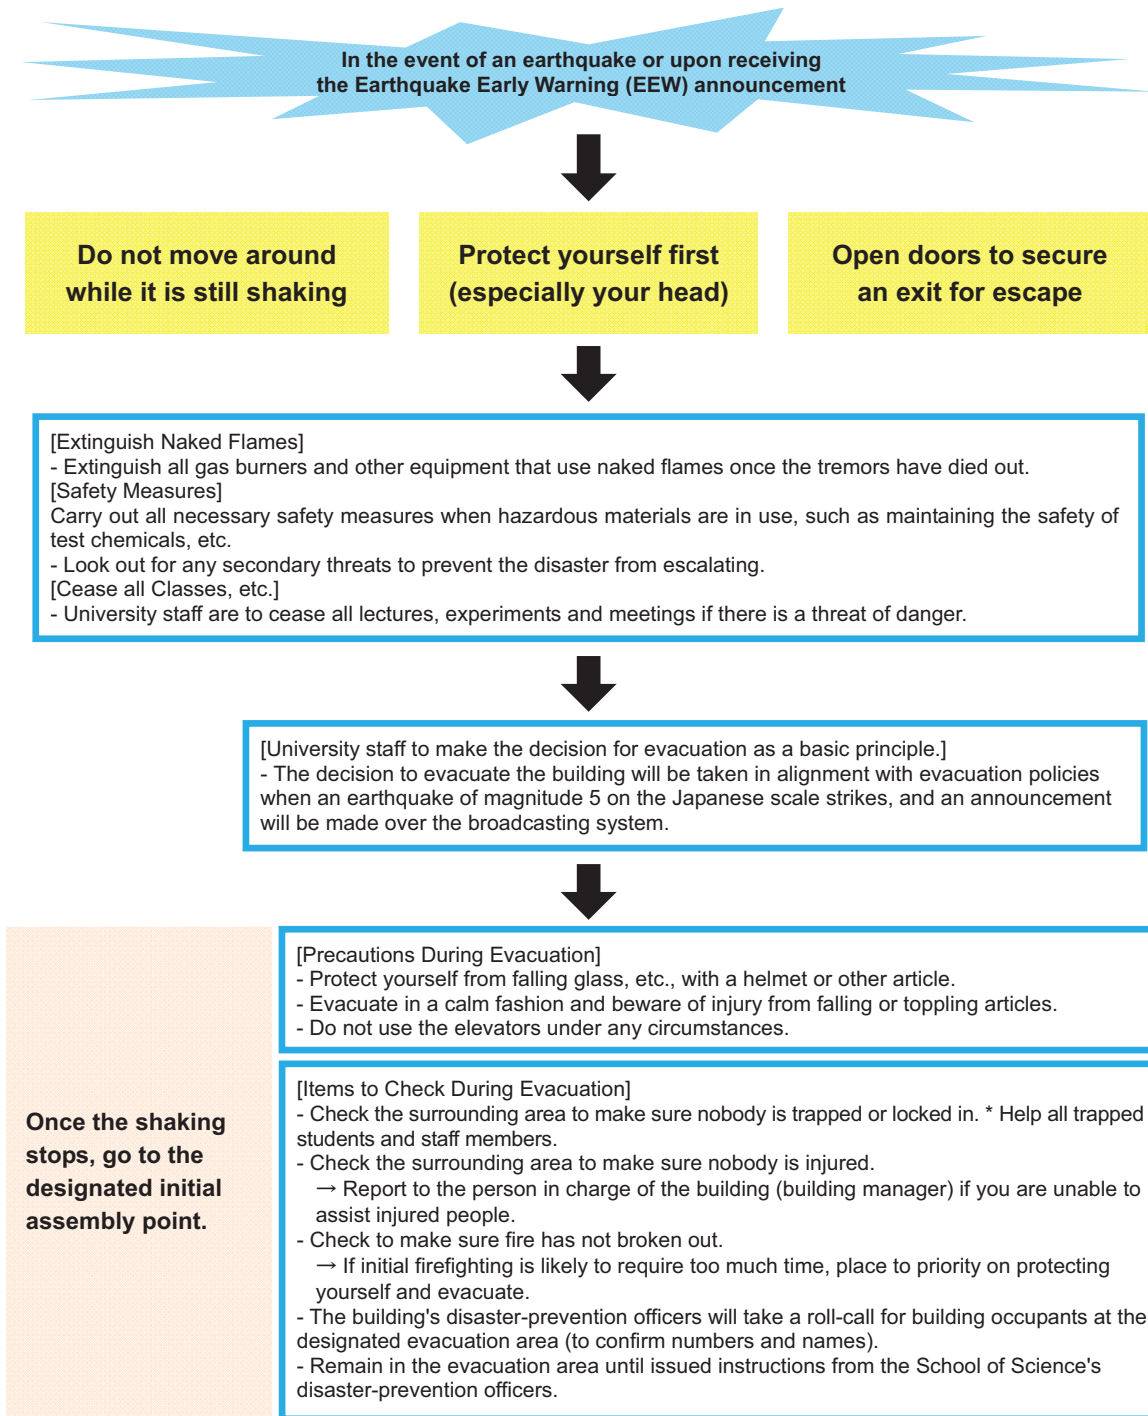 In the event of an earthquake or upon receiving
the Earthquake Early Warning (EEW) announcement
Do not move around
while it is still shaking
Protect yourself first
(especially your head)
Open doors to secure
an exit for escape
[Extinguish Naked Flames]
- Extinguish all gas burners and other equipment that use naked flames once the tremors have died out.
[Safety Measures]
Carry out all necessary safety measures when hazardous materials are in use, such as maintaining the safety of
test chemicals, etc.
- Look out for any secondary threats to prevent the disaster from escalating.
[Cease all Classes, etc.]
- University staff are to cease all lectures, experiments and meetings if there is a threat of danger.
[University staff to make the decision for evacuation as a basic principle.]
- The decision to evacuate the building will be taken in alignment with evacuation policies
when an earthquake of magnitude 5 on the Japanese scale strikes, and an announcement
will be made over the broadcasting system.
Once the shaking
stops, go to the
designated initial
assembly point.
[Precautions During Evacuation]
- Protect yourself from falling glass, etc., with a helmet or other article.
- Evacuate in a calm fashion and beware of injury from falling or toppling articles.
- Do not use the elevators under any circumstances.
[Items to Check During Evacuation]
- Check the surrounding area to make sure nobody is trapped or locked in. * Help all trapped
students and staff members.
- Check the surrounding area to make sure nobody is injured.
→ Report to the person in charge of the building (building manager) if you are unable to
assist injured people.
- Check to make sure fire has not broken out.
→ If initial firefighting is likely to require too much time, place to priority on protecting
yourself and evacuate.
- The building's disaster-prevention officers will take a roll-call for building occupants at the
designated evacuation area (to confirm numbers and names).
- Remain in the evacuation area until issued instructions from the School of Science's
disaster-prevention officers.